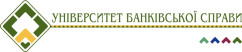 УНІВЕРСИТЕТ БАНКІВСЬКОЇ СПРАВИ